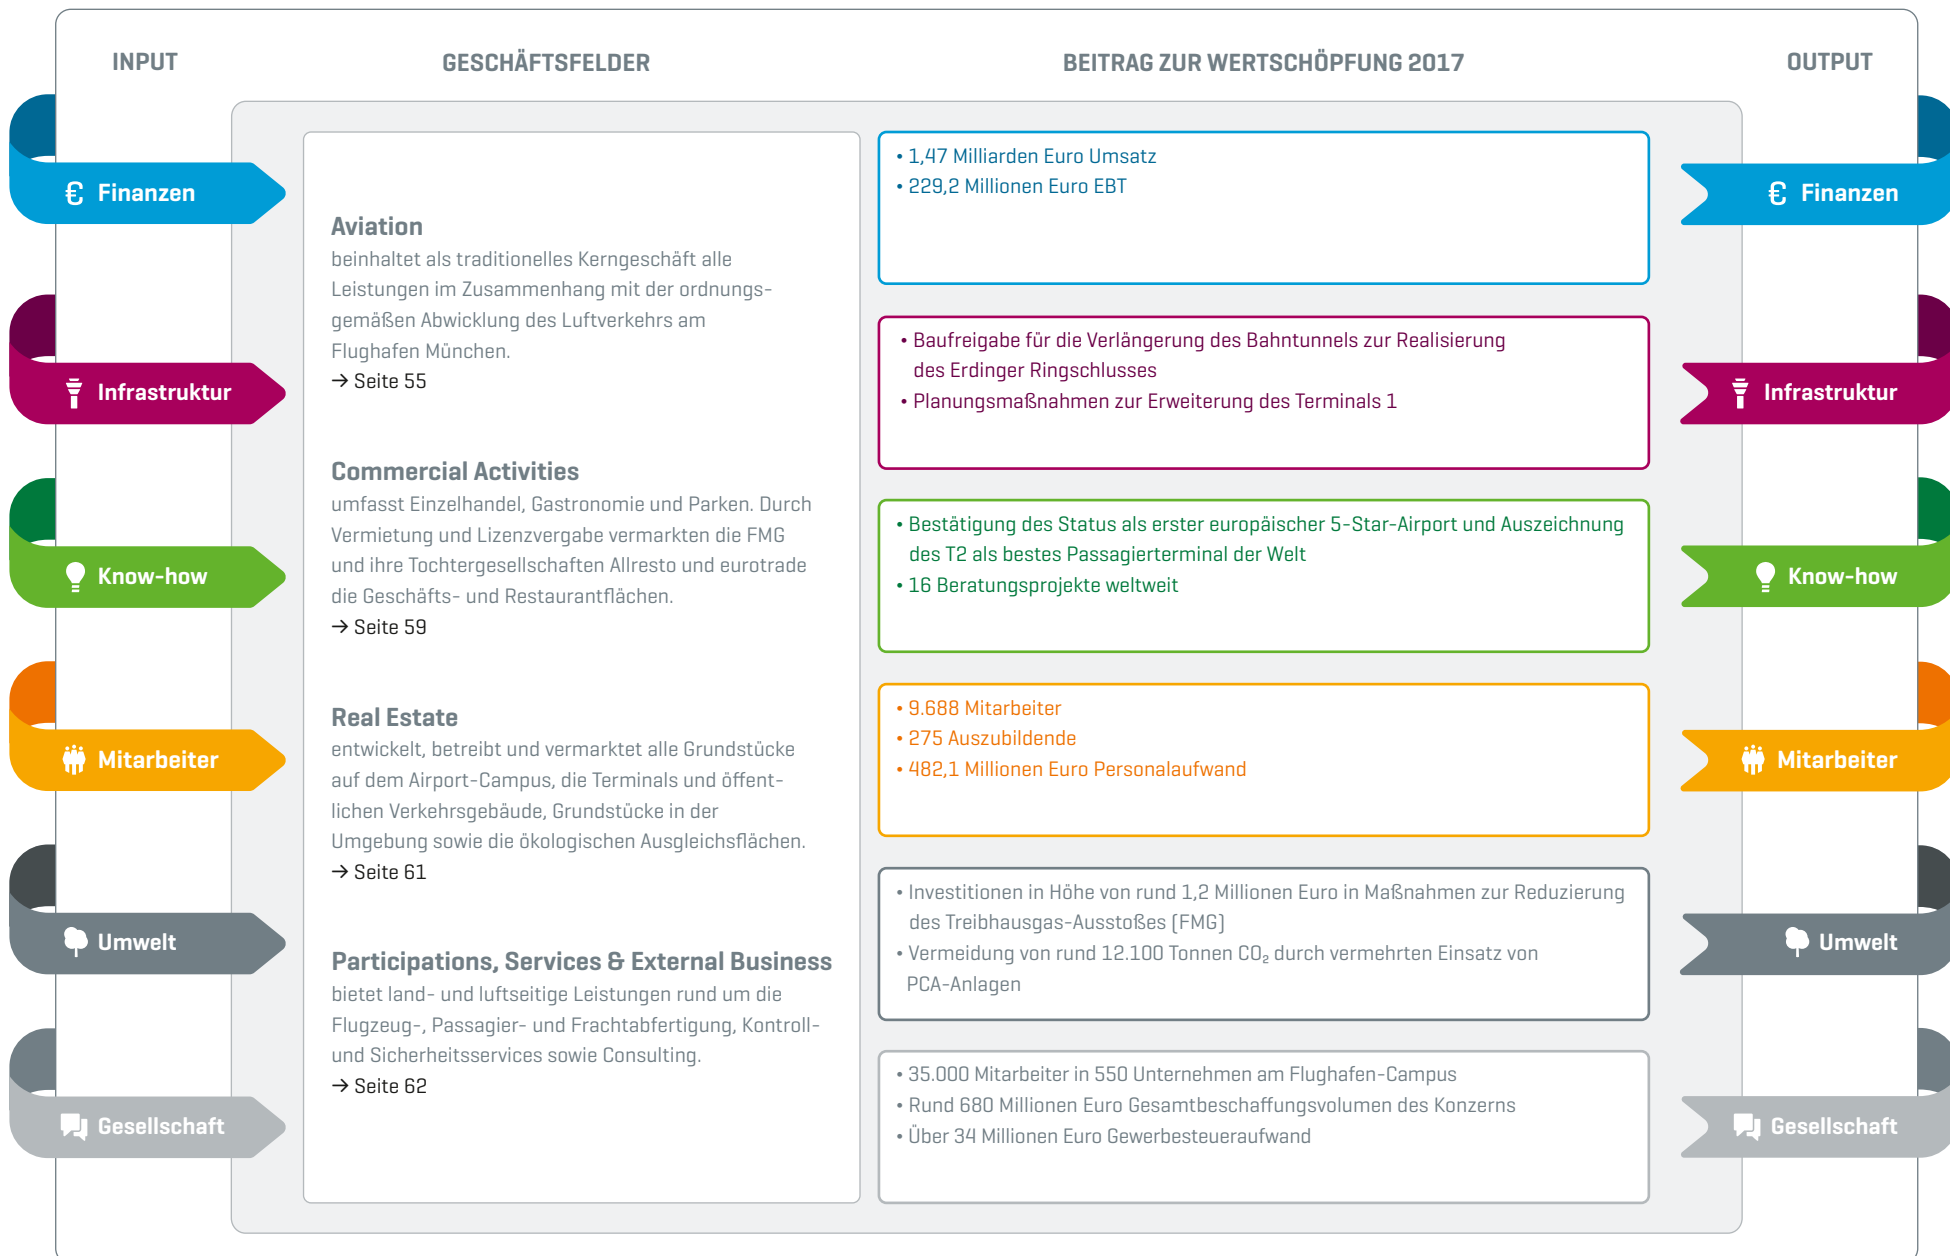 INPUT
GESCHÄFTSFELDER
BEITRAG ZUR WERTSCHÖPFUNG 2017
OUTPUT
€ Finanzen
Infrastruktur
Know-how
Mitarbeiter
Umwelt
Gesellschaft
Aviation
beinhaltet als traditionelles Kerngeschäft alle
Leistungen im Zusammenhang mit der ordnungs-
gemäßen Abwicklung des Luftverkehrs am
Flughafen München.
→ Seite 55
Commercial Activities
umfasst Einzelhandel, Gastronomie und Parken. Durch
Vermietung und Lizenzvergabe vermarkten die FMG
und ihre Tochtergesellschaften Allresto und eurotrade
die Geschäfts- und Restaurantflächen.
→ Seite 59
Real Estate
entwickelt, betreibt und vermarktet alle Grundstücke
auf dem Airport-Campus, die Terminals und öffent-
lichen Verkehrsgebäude, Grundstücke in der
Umgebung sowie die ökologischen Ausgleichsflächen.
→ Seite 61
Participations, Services & External Business
bietet land- und luftseitige Leistungen rund um die
Flugzeug-, Passagier- und Frachtabfertigung, Kontroll-
und Sicherheitsservices sowie Consulting.
→ Seite 62
• 1,47 Milliarden Euro Umsatz
• 229,2 Millionen Euro EBT
• Baufreigabe für die Verlängerung des Bahntunnels zur Realisierung
des Erdinger Ringschlusses
• Planungsmaßnahmen zur Erweiterung des Terminals 1
• Bestätigung des Status als erster europäischer 5-Star-Airport und Auszeichnung
des T2 als bestes Passagierterminal der Welt
• 16 Beratungsprojekte weltweit
• 9.688 Mitarbeiter
• 275 Auszubildende
• 482,1 Millionen Euro Personalaufwand
• Investitionen in Höhe von rund 1,2 Millionen Euro in Maßnahmen zur Reduzierung
des Treibhausgas-Ausstoßes (FMG)
• Vermeidung von rund 12.100 Tonnen CO₂ durch vermehrten Einsatz von
PCA-Anlagen
• 35.000 Mitarbeiter in 550 Unternehmen am Flughafen-Campus
• Rund 680 Millionen Euro Gesamtbeschaffungsvolumen des Konzerns
• Über 34 Millionen Euro Gewerbesteueraufwand
€ Finanzen
Infrastruktur
Know-how
Mitarbeiter
Umwelt
Gesellschaft